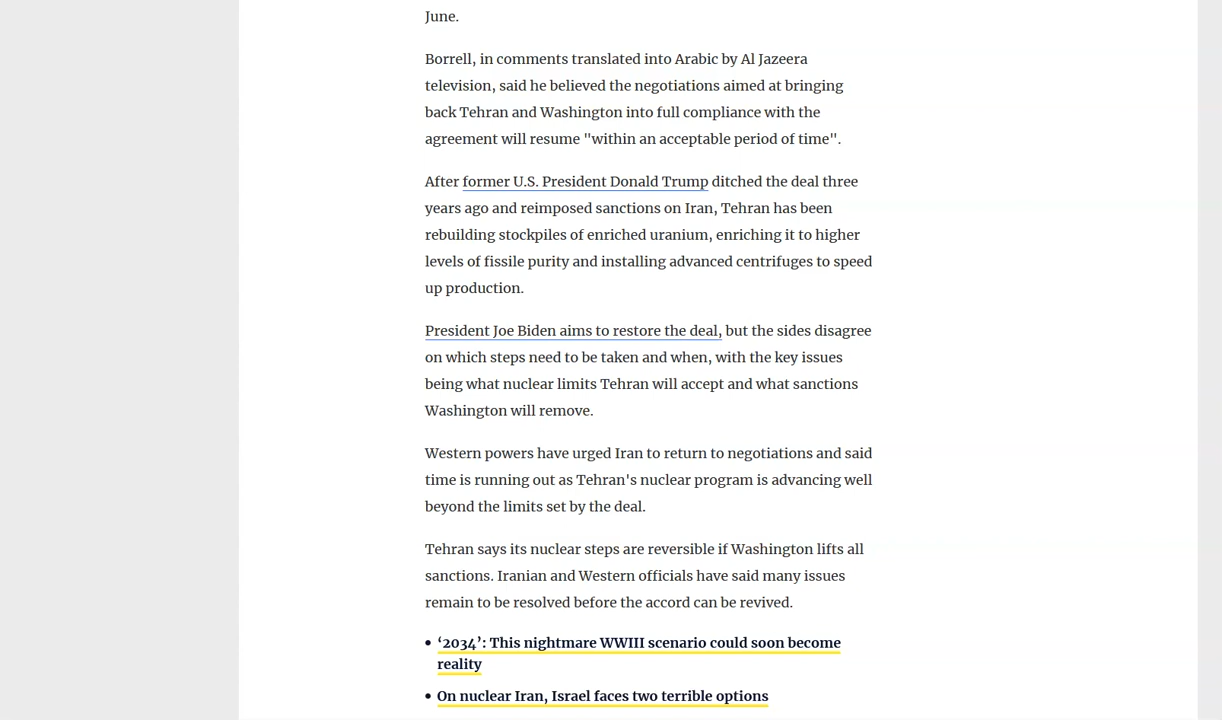 June.
Borrell, in comments translated into Arabic by Al Jazeera
television, said he believed the negotiations aimed at bringing
back Tehran and Washington into full compliance with the
agreement will resume "within an acceptable period of time".
After former U.S. President Donald Trump ditched the deal three
years ago and reimposed sanctions on Iran, Tehran has been
rebuilding stockpiles of enriched uranium, enriching it to higher
levels of fissile purity and installing advanced centrifuges to speed
up production.
President Joe Biden aims to restore the deal, but the sides disagree
on which steps need to be taken and when, with the key issues
being what nuclear limits Tehran will accept and what sanctions
Washington will remove.
Western powers have urged Iran to return to negotiations and said
time is running out as Tehran's nuclear program is advancing well
beyond the limits set by the deal.
Tehran says its nuclear steps are reversible if Washington lifts all
sanctions. Iranian and Western officials have said many issues
remain to be resolved before the accord can be revived.
• ‘2034’: This nightmare WWIII scenario could soon become
reality
• On nuclear Iran, Israel faces two terrible options